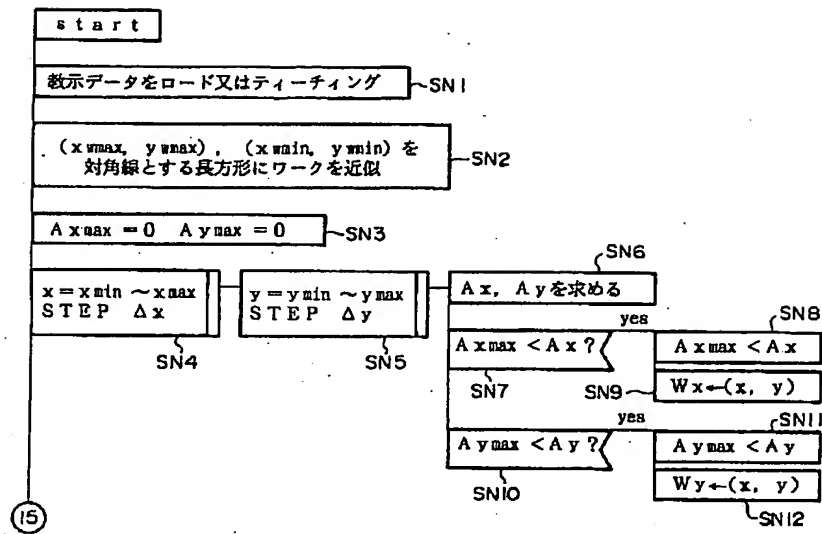 start
教示データをロード又はティーチング
SN1
(xwmax, ywmax), (xwmin, ywmin)を
対角線とする長方形にワークを近似
SN2
Axmax=0 Aymax=0
SN3
x=xmin~xmax
STEP Δx
SN4
y=ymin~ymax
STEP Δy
SN5
Ax, Ayを求める
SN6
Axmax<Ax?
SN7
yes
Axmax<Ax
SN8
Wx←(x, y)
SN9
Aymax<Ay?
SN10
yes
Aymax<Ay
SN11
Wy←(x, y)
SN12
15